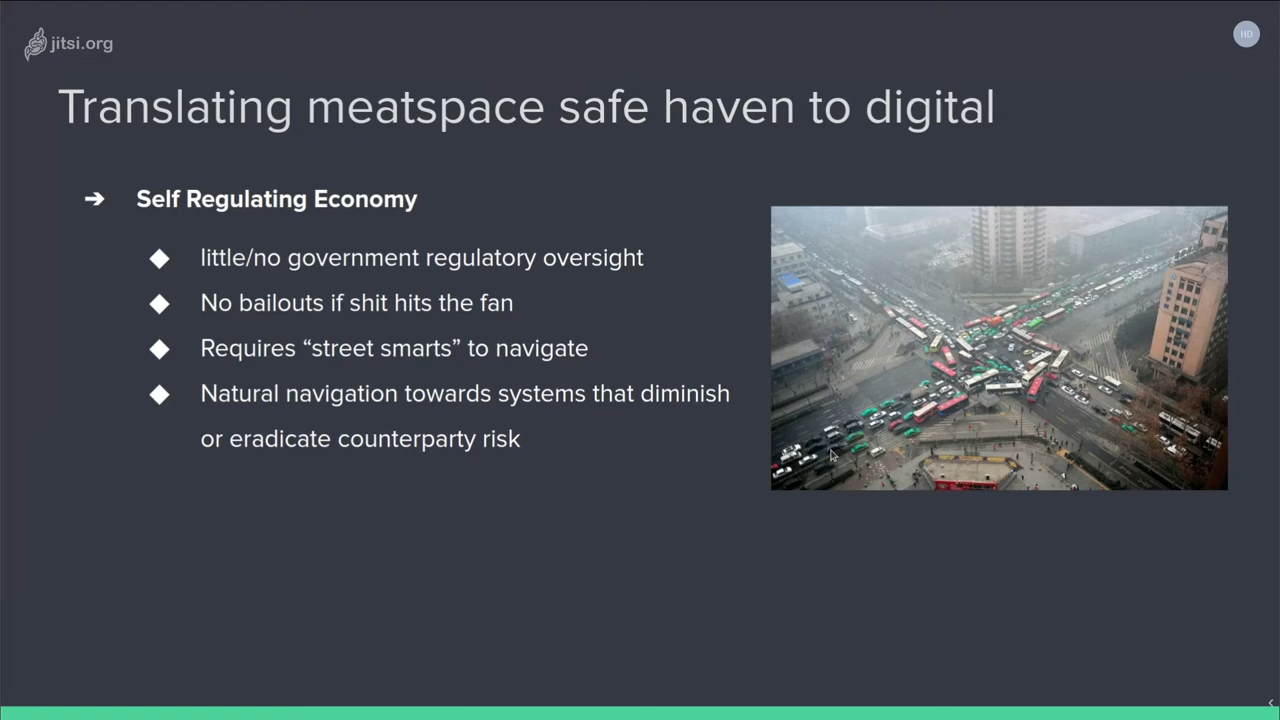 jitsi.org
HD
Translating meatspace safe haven to digital
➔ Self Regulating Economy
◆ little/no government regulatory oversight
◆ No bailouts if shit hits the fan
◆ Requires “street smarts” to navigate
◆ Natural navigation towards systems that diminish
or eradicate counterparty risk